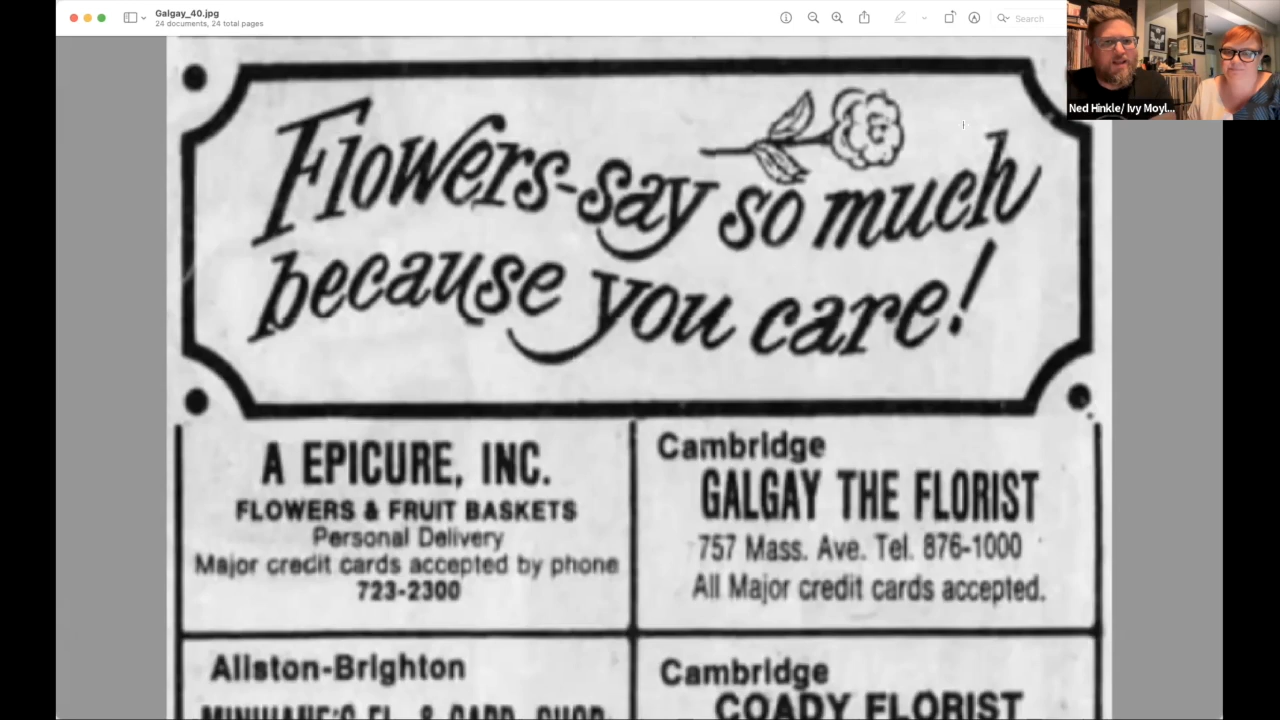 Galgay_40.jpg
24 documents, 24 total pages
Search
Ned Hinkle/ Ivy Moyl...
Flowers-say so much
because you care!
A EPICURE, INC.
FLOWERS & FRUIT BASKETS
Personal Delivery
Major credit cards accepted by phone
723-2300
Cambridge
GALGAY THE FLORIST
757 Mass. Ave. Tel. 876-1000
All Major credit cards accepted.
Allston-Brighton
& CARD SHOP
Cambridge
COADY FLORIST